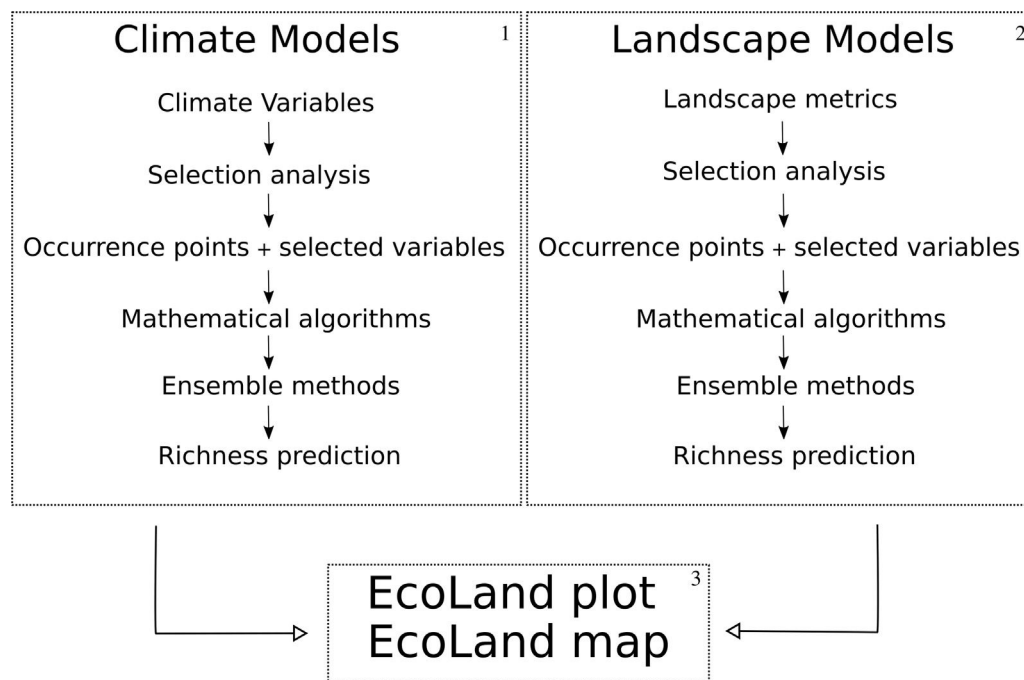 Climate Models
1
Climate Variables
Selection analysis
Occurrence points + selected variables
Mathematical algorithms
Ensemble methods
Richness prediction
Landscape Models
2
Landscape metrics
Selection analysis
Occurrence points + selected variables
Mathematical algorithms
Ensemble methods
Richness prediction
EcoLand plot
3
EcoLand map